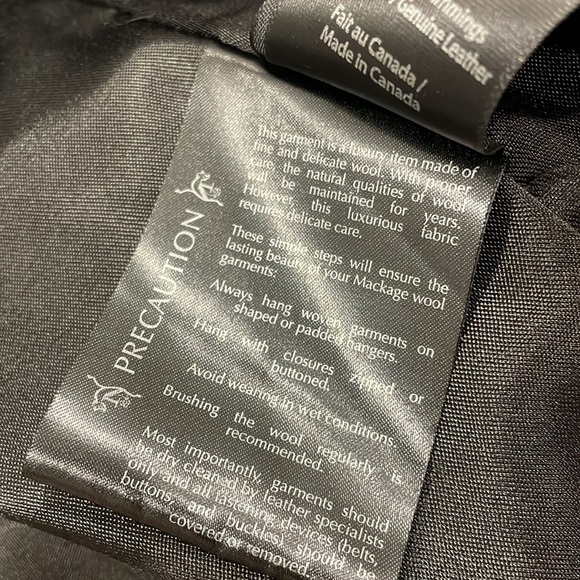 mmings
/ Genuine Leather
Fait au Canada /
Made in Canada
PRECAUTION
This garment is a luxury item made of
fine and delicate wool. With proper
care, the natural qualities of wool
will be maintained for years.
However, this luxurious fabric
requires delicate care.
These simple steps will ensure the
lasting beauty of your Mackage wool
garments:
Always hang woven garments on
shaped or padded hangers.
Hang with closures zipped or
buttoned.
Avoid wearing in wet conditions.
Brushing the wool regularly is
recommended.
Most importantly, garments should
be dry cleaned by leather specialists
only and all fastening devices (belts,
buttons, and buckles) should be
covered or removed.